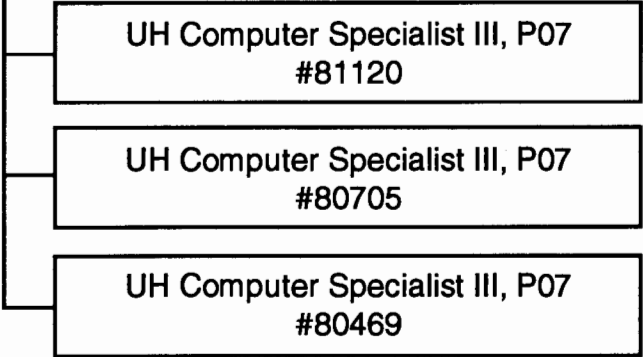 UH Computer Specialist III, P07
#81120
UH Computer Specialist III, P07
#80705
UH Computer Specialist III, P07
#80469